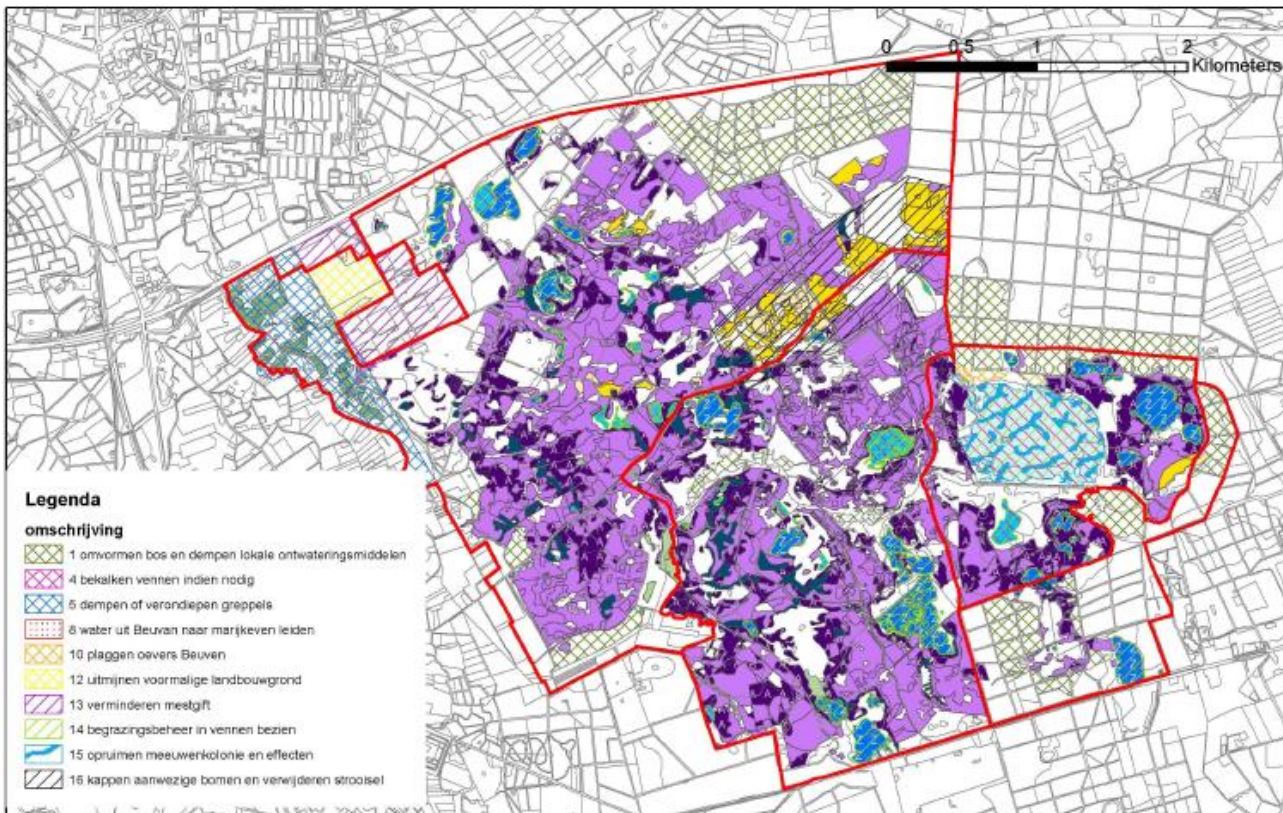 0 0.5 1 2
Kilometers
Legenda
omschrijving
1 omvormen bos en dempen lokale ontwateringsmiddelen
4 bekalken vennen indien nodig
5 dempen of verondiepen greppels
8 water uit Beuvan naar marijkeven leiden
10 plaggen oevers Beuven
12 uitmijnen voormalige landbouwgrond
13 verminderen mestgift
14 begrazingsbeheer in vennen bezien
15 opruimen meeuwenkolonie en effecten
16 kappen aanwezige bomen en verwijderen strooisel